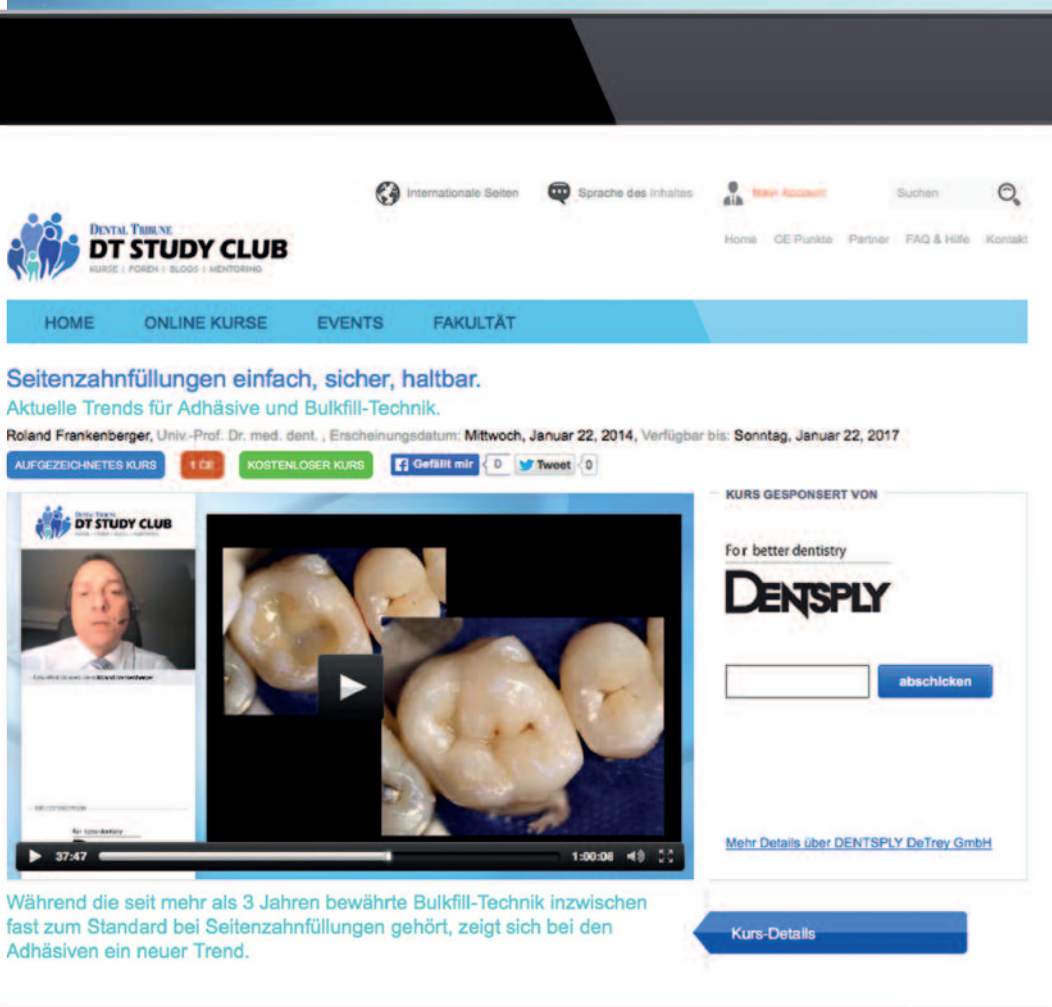 Internationale Seiten
Sprache des Inhaltes
Mein Account
Suchen
DENTAL TRIBUNE
DT STUDY CLUB
KURSE | FOREN | BLOGS | MENTORING
Home CE Punkte Partner FAQ & Hilfe Kontakt
HOME ONLINE KURSE EVENTS FAKULTÄT
Seitenzahnfüllungen einfach, sicher, haltbar.
Aktuelle Trends für Adhäsive und Bulkfill-Technik.
Roland Frankenberger, Univ.-Prof. Dr. med. dent. , Erscheinungsdatum: Mittwoch, Januar 22, 2014, Verfügbar bis: Sonntag, Januar 22, 2017
AUFGEZEICHNETES KURS 1 CE KOSTENLOSER KURS Gefällt mir 0 Tweet 0
DT STUDY CLUB
For better dentistry
37:47 1:00:08
KURS GESPONSERT VON
For better dentistry
DENTSPLY
abschicken
Mehr Details über DENTSPLY DeTrey GmbH
Während die seit mehr als 3 Jahren bewährte Bulkfill-Technik inzwischen
fast zum Standard bei Seitenzahnfüllungen gehört, zeigt sich bei den
Adhäsiven ein neuer Trend.
Kurs-Details